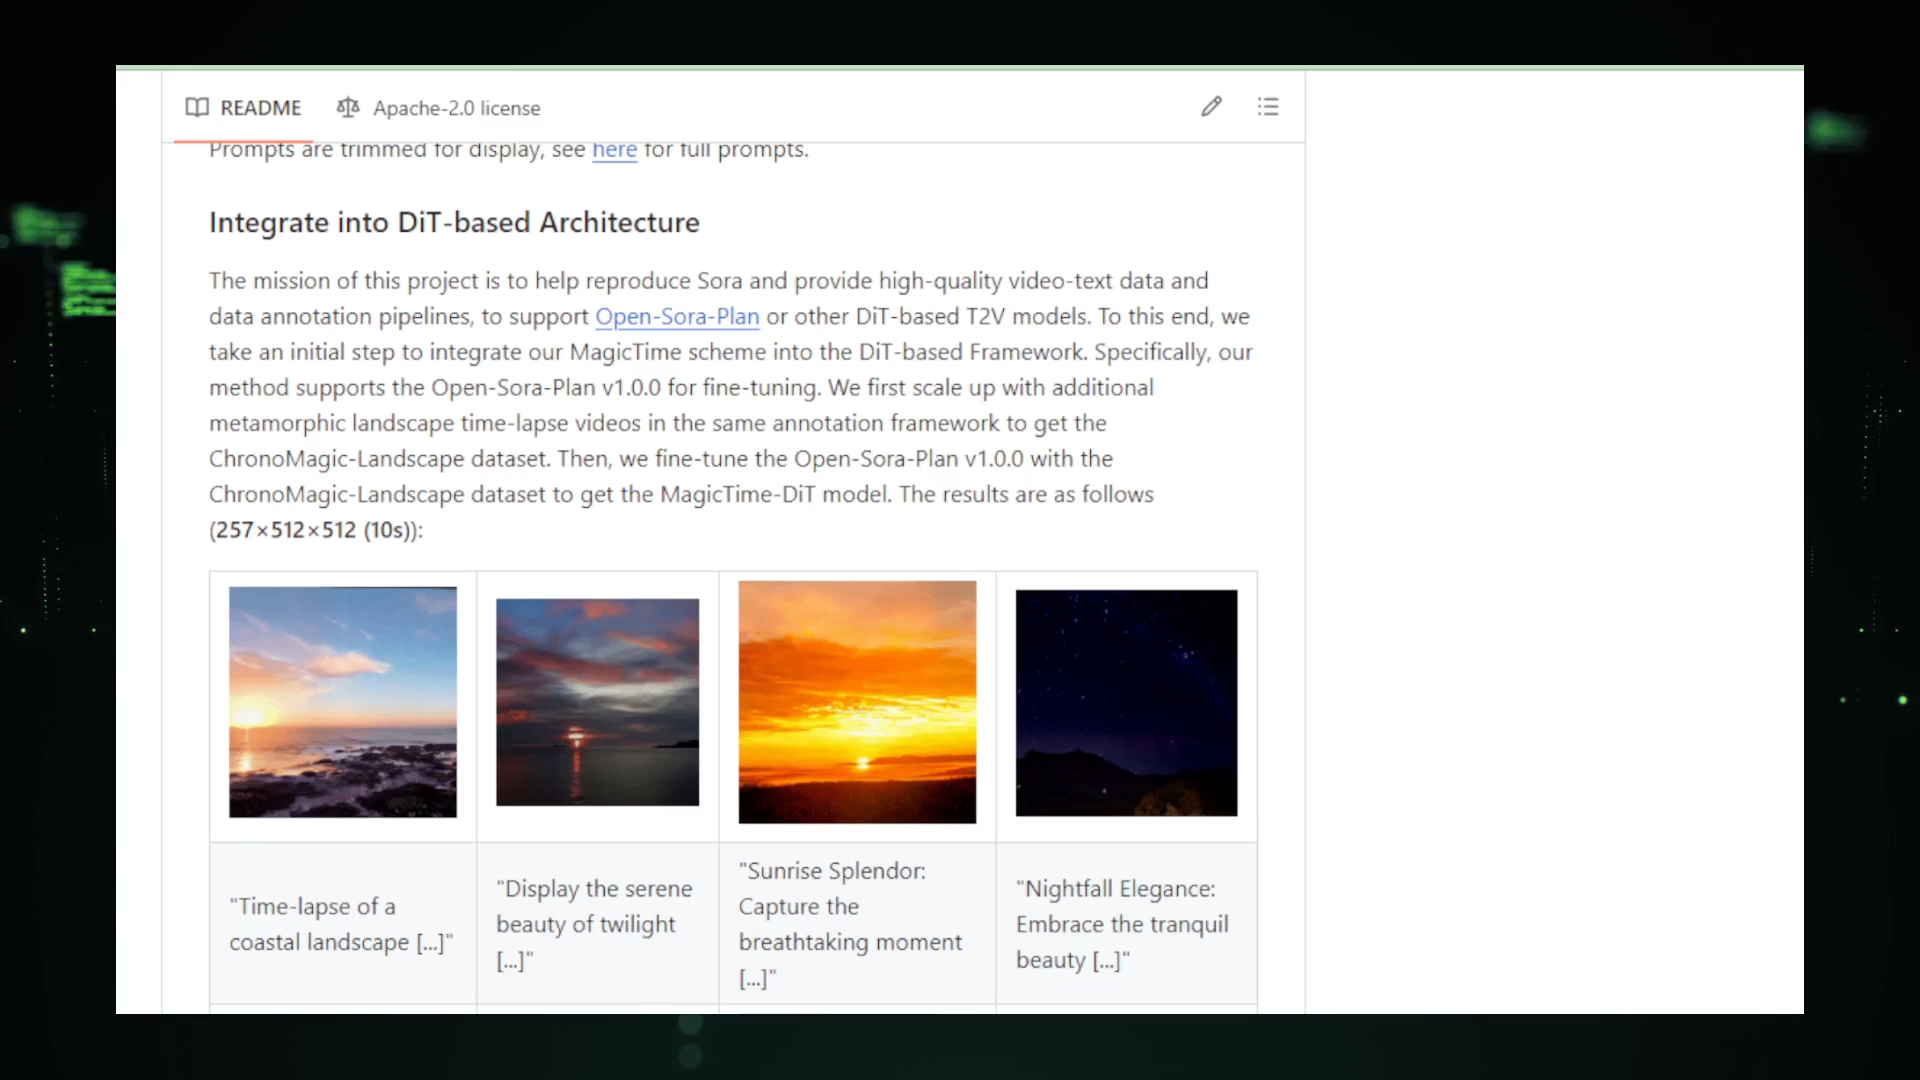 README
Apache-2.0 license
Prompts are trimmed for display, see here for full prompts.
Integrate into DiT-based Architecture
The mission of this project is to help reproduce Sora and provide high-quality video-text data and
data annotation pipelines, to support Open-Sora-Plan or other DiT-based T2V models. To this end, we
take an initial step to integrate our MagicTime scheme into the DiT-based Framework. Specifically, our
method supports the Open-Sora-Plan v1.0.0 for fine-tuning. We first scale up with additional
metamorphic landscape time-lapse videos in the same annotation framework to get the
ChronoMagic-Landscape dataset. Then, we fine-tune the Open-Sora-Plan v1.0.0 with the
ChronoMagic-Landscape dataset to get the MagicTime-DiT model. The results are as follows
(257×512×512 (10s)):
"Time-lapse of a
coastal landscape [...]"
"Display the serene
beauty of twilight
[...]"
"Sunrise Splendor:
Capture the
breathtaking moment
[...]"
"Nightfall Elegance:
Embrace the tranquil
beauty [...]"